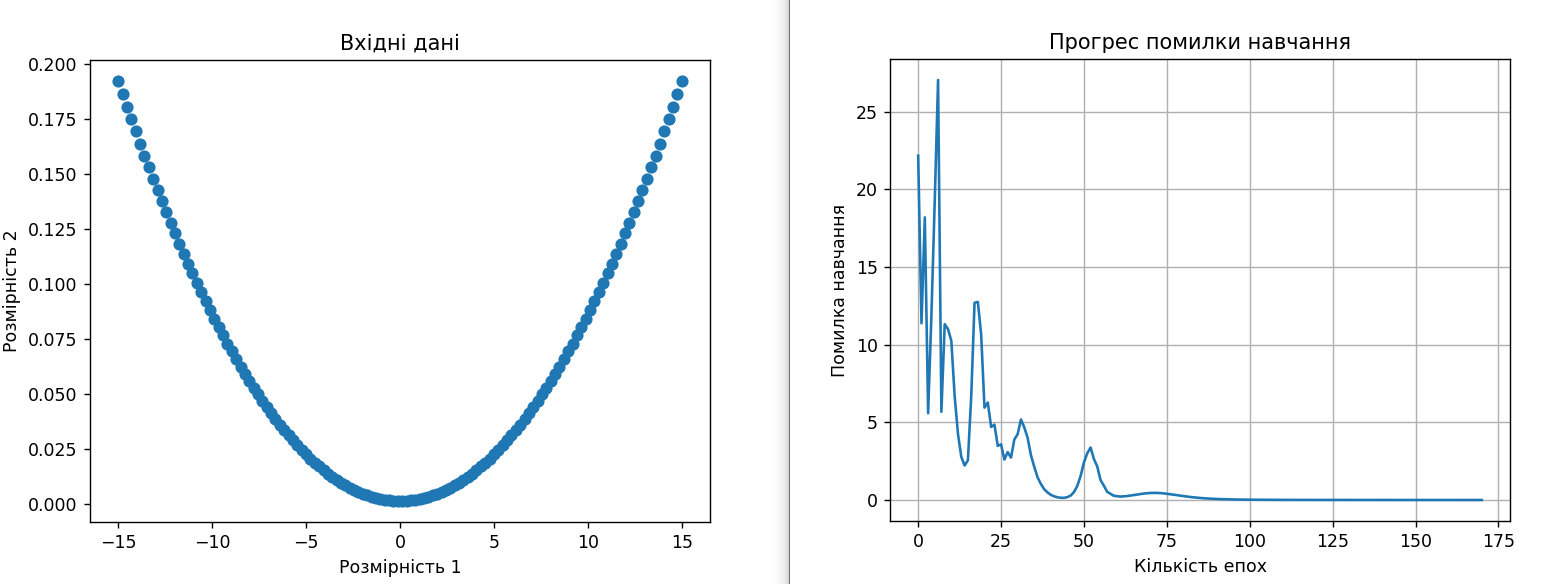 Вхідні дані
0.200
0.175
0.150
0.125
0.100
0.075
0.050
0.025
0.000
Розмірність 2
−15 −10 −5 0 5 10 15
Розмірність 1
Прогрес помилки навчання
25
20
15
10
5
0
Помилка навчання
0 25 50 75 100 125 150 175
Кількість епох